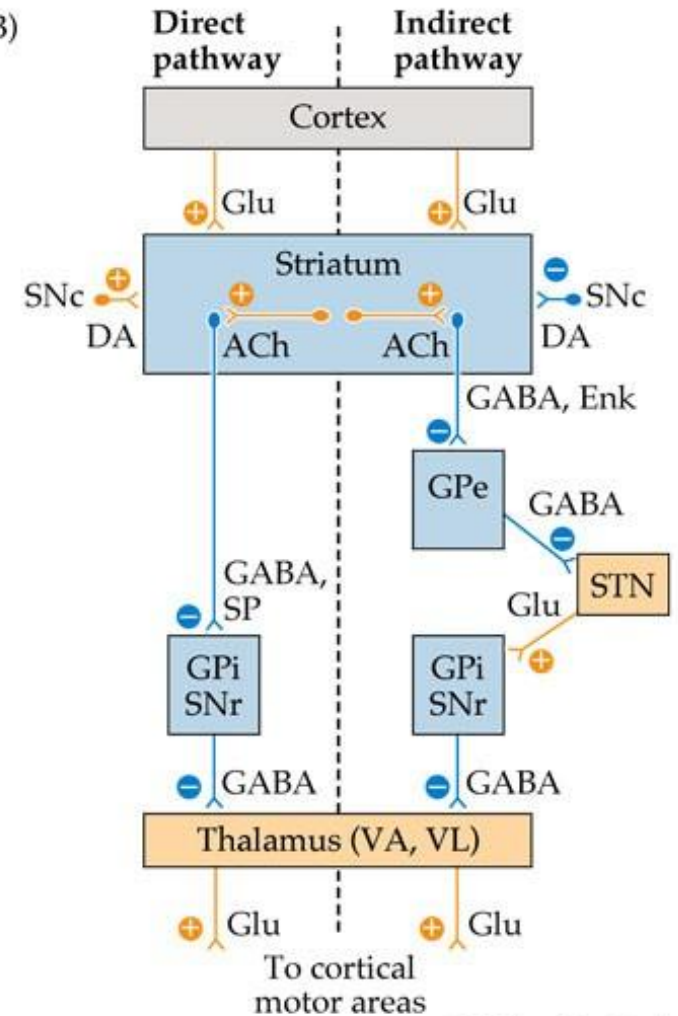 B)
Direct pathway
Indirect pathway
Cortex
+ Glu
+ Glu
Striatum
SNc +
− SNc
DA
DA
+
+
ACh
ACh
GABA, Enk
−
GPe
GABA
−
STN
GABA,
SP
−
Glu
+
GPi
SNr
GPi
SNr
− GABA
− GABA
Thalamus (VA, VL)
+ Glu
+ Glu
To cortical
motor areas